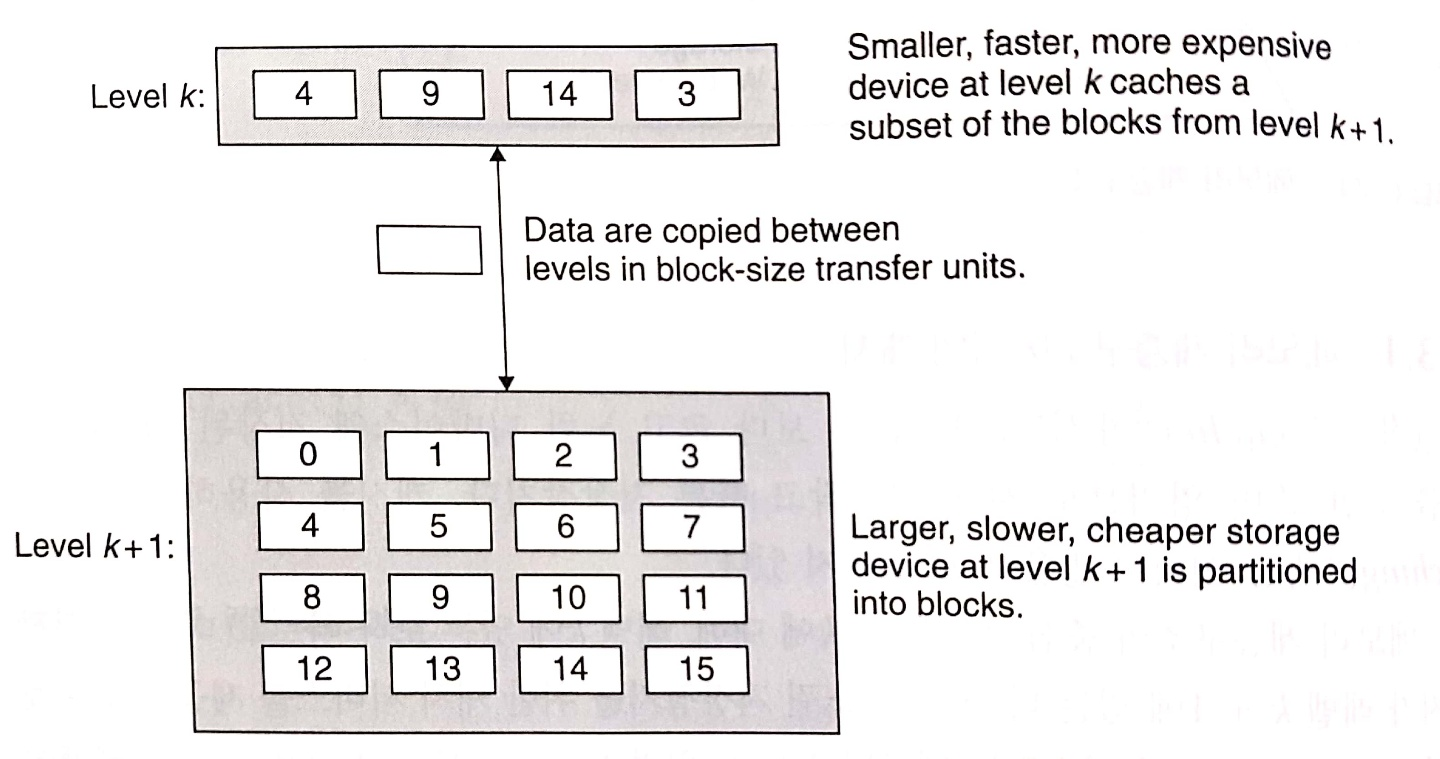 Level k:
4 9 14 3
Smaller, faster, more expensive
device at level k caches a
subset of the blocks from level k+1.
Data are copied between
levels in block-size transfer units.
Level k+1:
0 1 2 3
4 5 6 7
8 9 10 11
12 13 14 15
Larger, slower, cheaper storage
device at level k+1 is partitioned
into blocks.